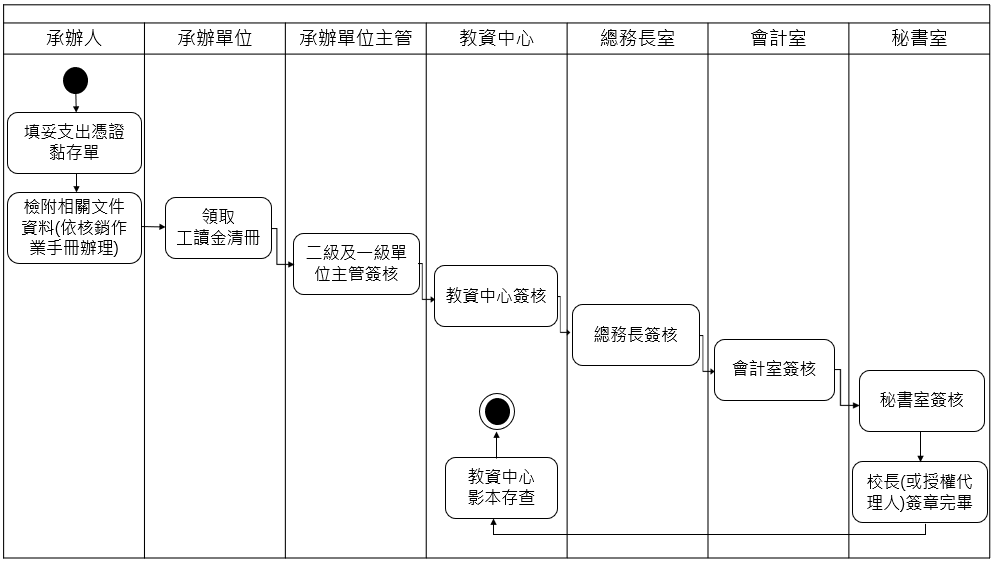 承辦人
承辦單位
承辦單位主管
教資中心
總務長室
會計室
秘書室
填妥支出憑證
黏存單
檢附相關文件
資料(依核銷作
業手冊辦理)
領取
工讀金清冊
二級及一級單
位主管簽核
教資中心簽核
總務長簽核
會計室簽核
秘書室簽核
校長(或授權代
理人)簽章完畢
教資中心
影本存查